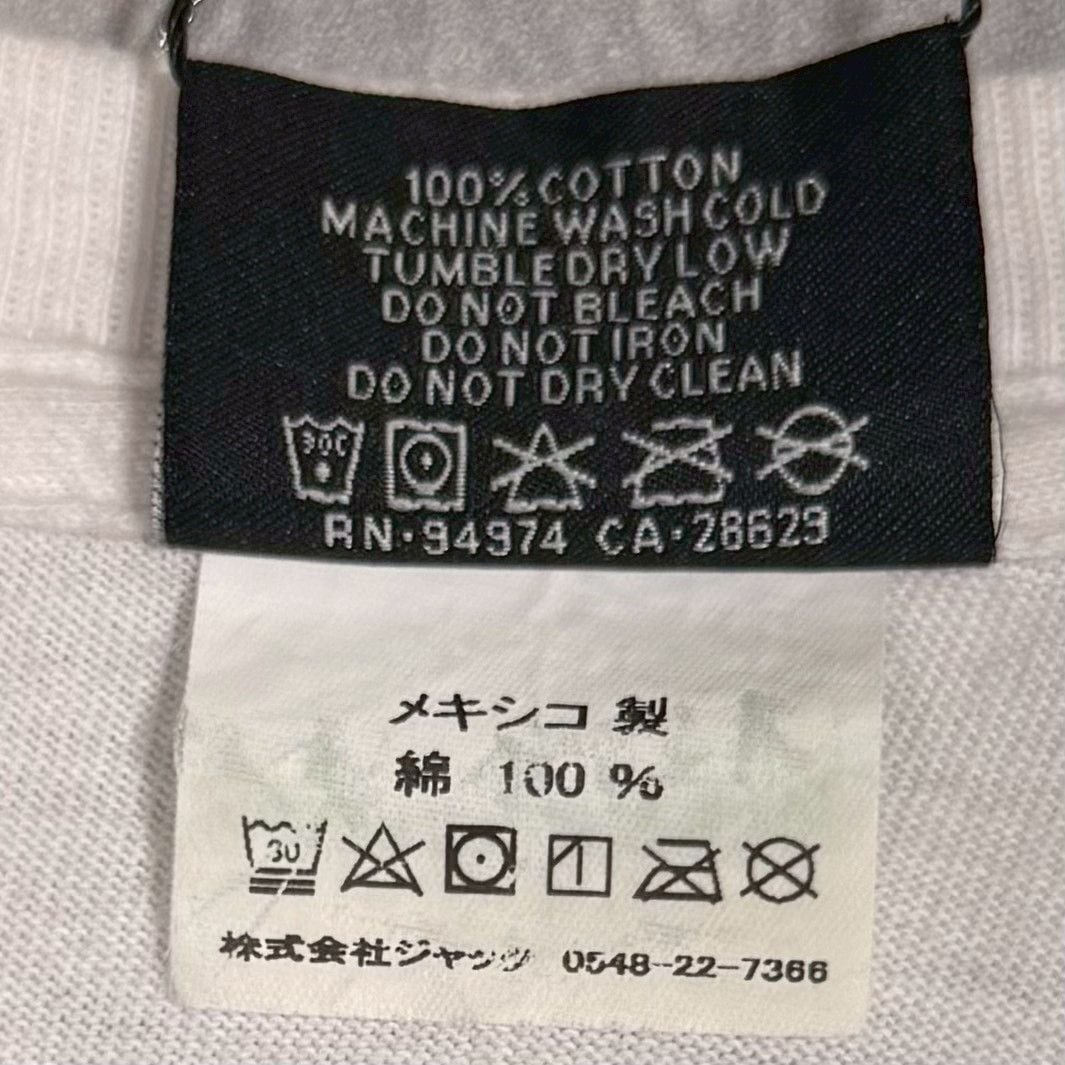 100% COTTON
MACHINE WASH COLD
TUMBLE DRY LOW
DO NOT BLEACH
DO NOT IRON
DO NOT DRY CLEAN
30C
RN·94974 CA·28629
メキシコ 製
綿 100 %
30
株式会社ジャッツ 0548-22-7366